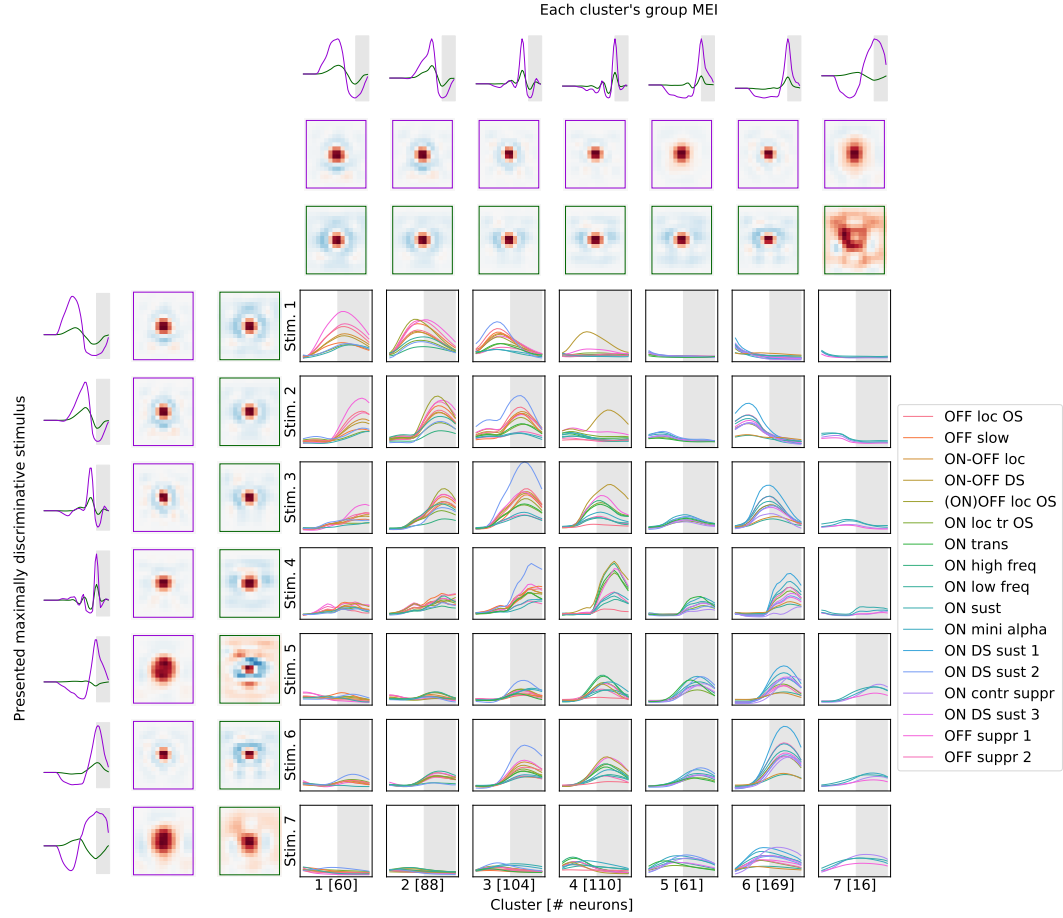 Each cluster's group MEI
Presented maximally discriminative stimulus
Stim. 1
Stim. 2
Stim. 3
Stim. 4
Stim. 5
Stim. 6
Stim. 7
1 [60]
2 [88]
3 [104]
4 [110]
5 [61]
6 [169]
7 [16]
Cluster [# neurons]
OFF loc OS
OFF slow
ON-OFF loc
ON-OFF DS
(ON)OFF loc OS
ON loc tr OS
ON trans
ON high freq
ON low freq
ON sust
ON mini alpha
ON DS sust 1
ON DS sust 2
ON contr suppr
ON DS sust 3
OFF suppr 1
OFF suppr 2